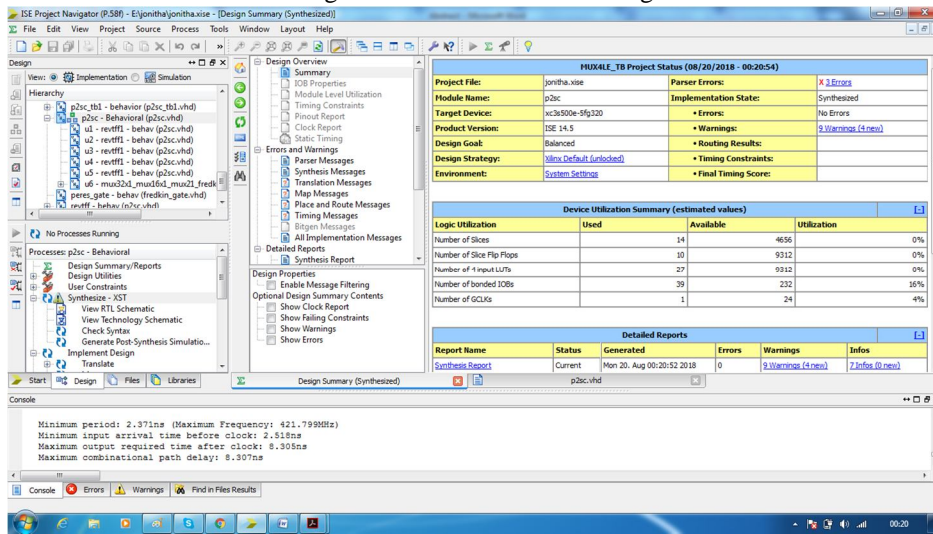 ISE Project Navigator (P.58f) - E:\jonitha\jonitha.xise - [Design Summary (Synthesized)]
File Edit View Project Source Process Tools Window Layout Help
Design
View: Implementation Simulation
Hierarchy
p2sc_tb1 - behavior (p2sc_tb1.vhd)
p2sc - Behavioral (p2sc.vhd)
u1 - revtff1 - behav (p2sc.vhd)
u2 - revtff1 - behav (p2sc.vhd)
u3 - revtff1 - behav (p2sc.vhd)
u4 - revtff1 - behav (p2sc.vhd)
u5 - revtff1 - behav (p2sc.vhd)
u6 - mux32x1_mux16x1_mux21_fredk
peres_gate - behav (fredkin_gate.vhd)
revtff - behav (p2sc.vhd)
No Processes Running
Processes: p2sc - Behavioral
Design Summary/Reports
Design Utilities
User Constraints
Synthesize - XST
View RTL Schematic
View Technology Schematic
Check Syntax
Generate Post-Synthesis Simulatio...
Implement Design
Translate
Start Design Files Libraries
Design Overview
Summary
IOB Properties
Module Level Utilization
Timing Constraints
Pinout Report
Clock Report
Static Timing
Errors and Warnings
Parser Messages
Synthesis Messages
Translation Messages
Map Messages
Place and Route Messages
Timing Messages
Bitgen Messages
All Implementation Messages
Detailed Reports
Synthesis Report
Design Properties
Enable Message Filtering
Optional Design Summary Contents
Show Clock Report
Show Failing Constraints
Show Warnings
Show Errors
MUX4LE_TB Project Status (08/20/2018 - 00:20:54)
Project File: jonitha.xise Parser Errors: X 3 Errors
Module Name: p2sc Implementation State: Synthesized
Target Device: xc3s500e-5fg320 • Errors: No Errors
Product Version: ISE 14.5 • Warnings: 9 Warnings (4 new)
Design Goal: Balanced • Routing Results:
Design Strategy: Xilinx Default (unlocked) • Timing Constraints:
Environment: System Settings • Final Timing Score:
Device Utilization Summary (estimated values) [-]
Logic Utilization Used Available Utilization
Number of Slices 14 4656 0%
Number of Slice Flip Flops 10 9312 0%
Number of 4 input LUTs 27 9312 0%
Number of bonded IOBs 39 232 16%
Number of GCLKs 1 24 4%
Detailed Reports [-]
Report Name Status Generated Errors Warnings Infos
Synthesis Report Current Mon 20. Aug 00:20:52 2018 0 9 Warnings (4 new) 7 Infos (0 new)
Design Summary (Synthesized) p2sc.vhd
Console
Minimum period: 2.371ns (Maximum Frequency: 421.799MHz)
Minimum input arrival time before clock: 2.518ns
Maximum output required time after clock: 8.305ns
Maximum combinational path delay: 8.307ns
Console Errors Warnings Find in Files Results
00:20